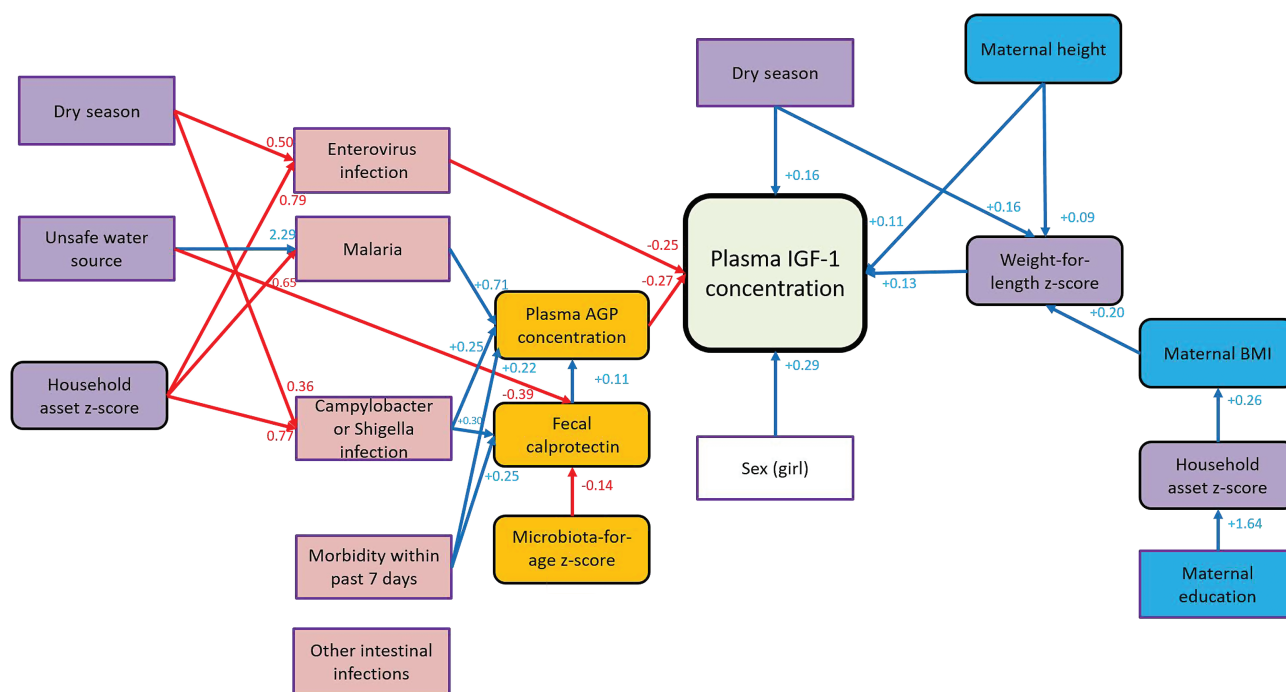 Dry season
Unsafe water
source
Household
asset z-score
0.50
0.79
2.29
0.65
0.36
0.77
Enterovirus
infection
Malaria
Campylobacter
or Shigella
infection
Morbidity within
past 7 days
Other intestinal
infections
+0.71
+0.25
+0.22
+0.11
-0.39
+0.30
+0.25
-0.14
Plasma AGP
concentration
Fecal
calprotectin
Microbiota-for-
age z-score
-0.25
-0.27
Dry season
+0.16
Plasma IGF-1
concentration
+0.29
Sex (girl)
Maternal height
+0.11
+0.16
+0.09
+0.13
Weight-for-
length z-score
+0.20
Maternal BMI
+0.26
Household
asset z-score
+1.64
Maternal
education